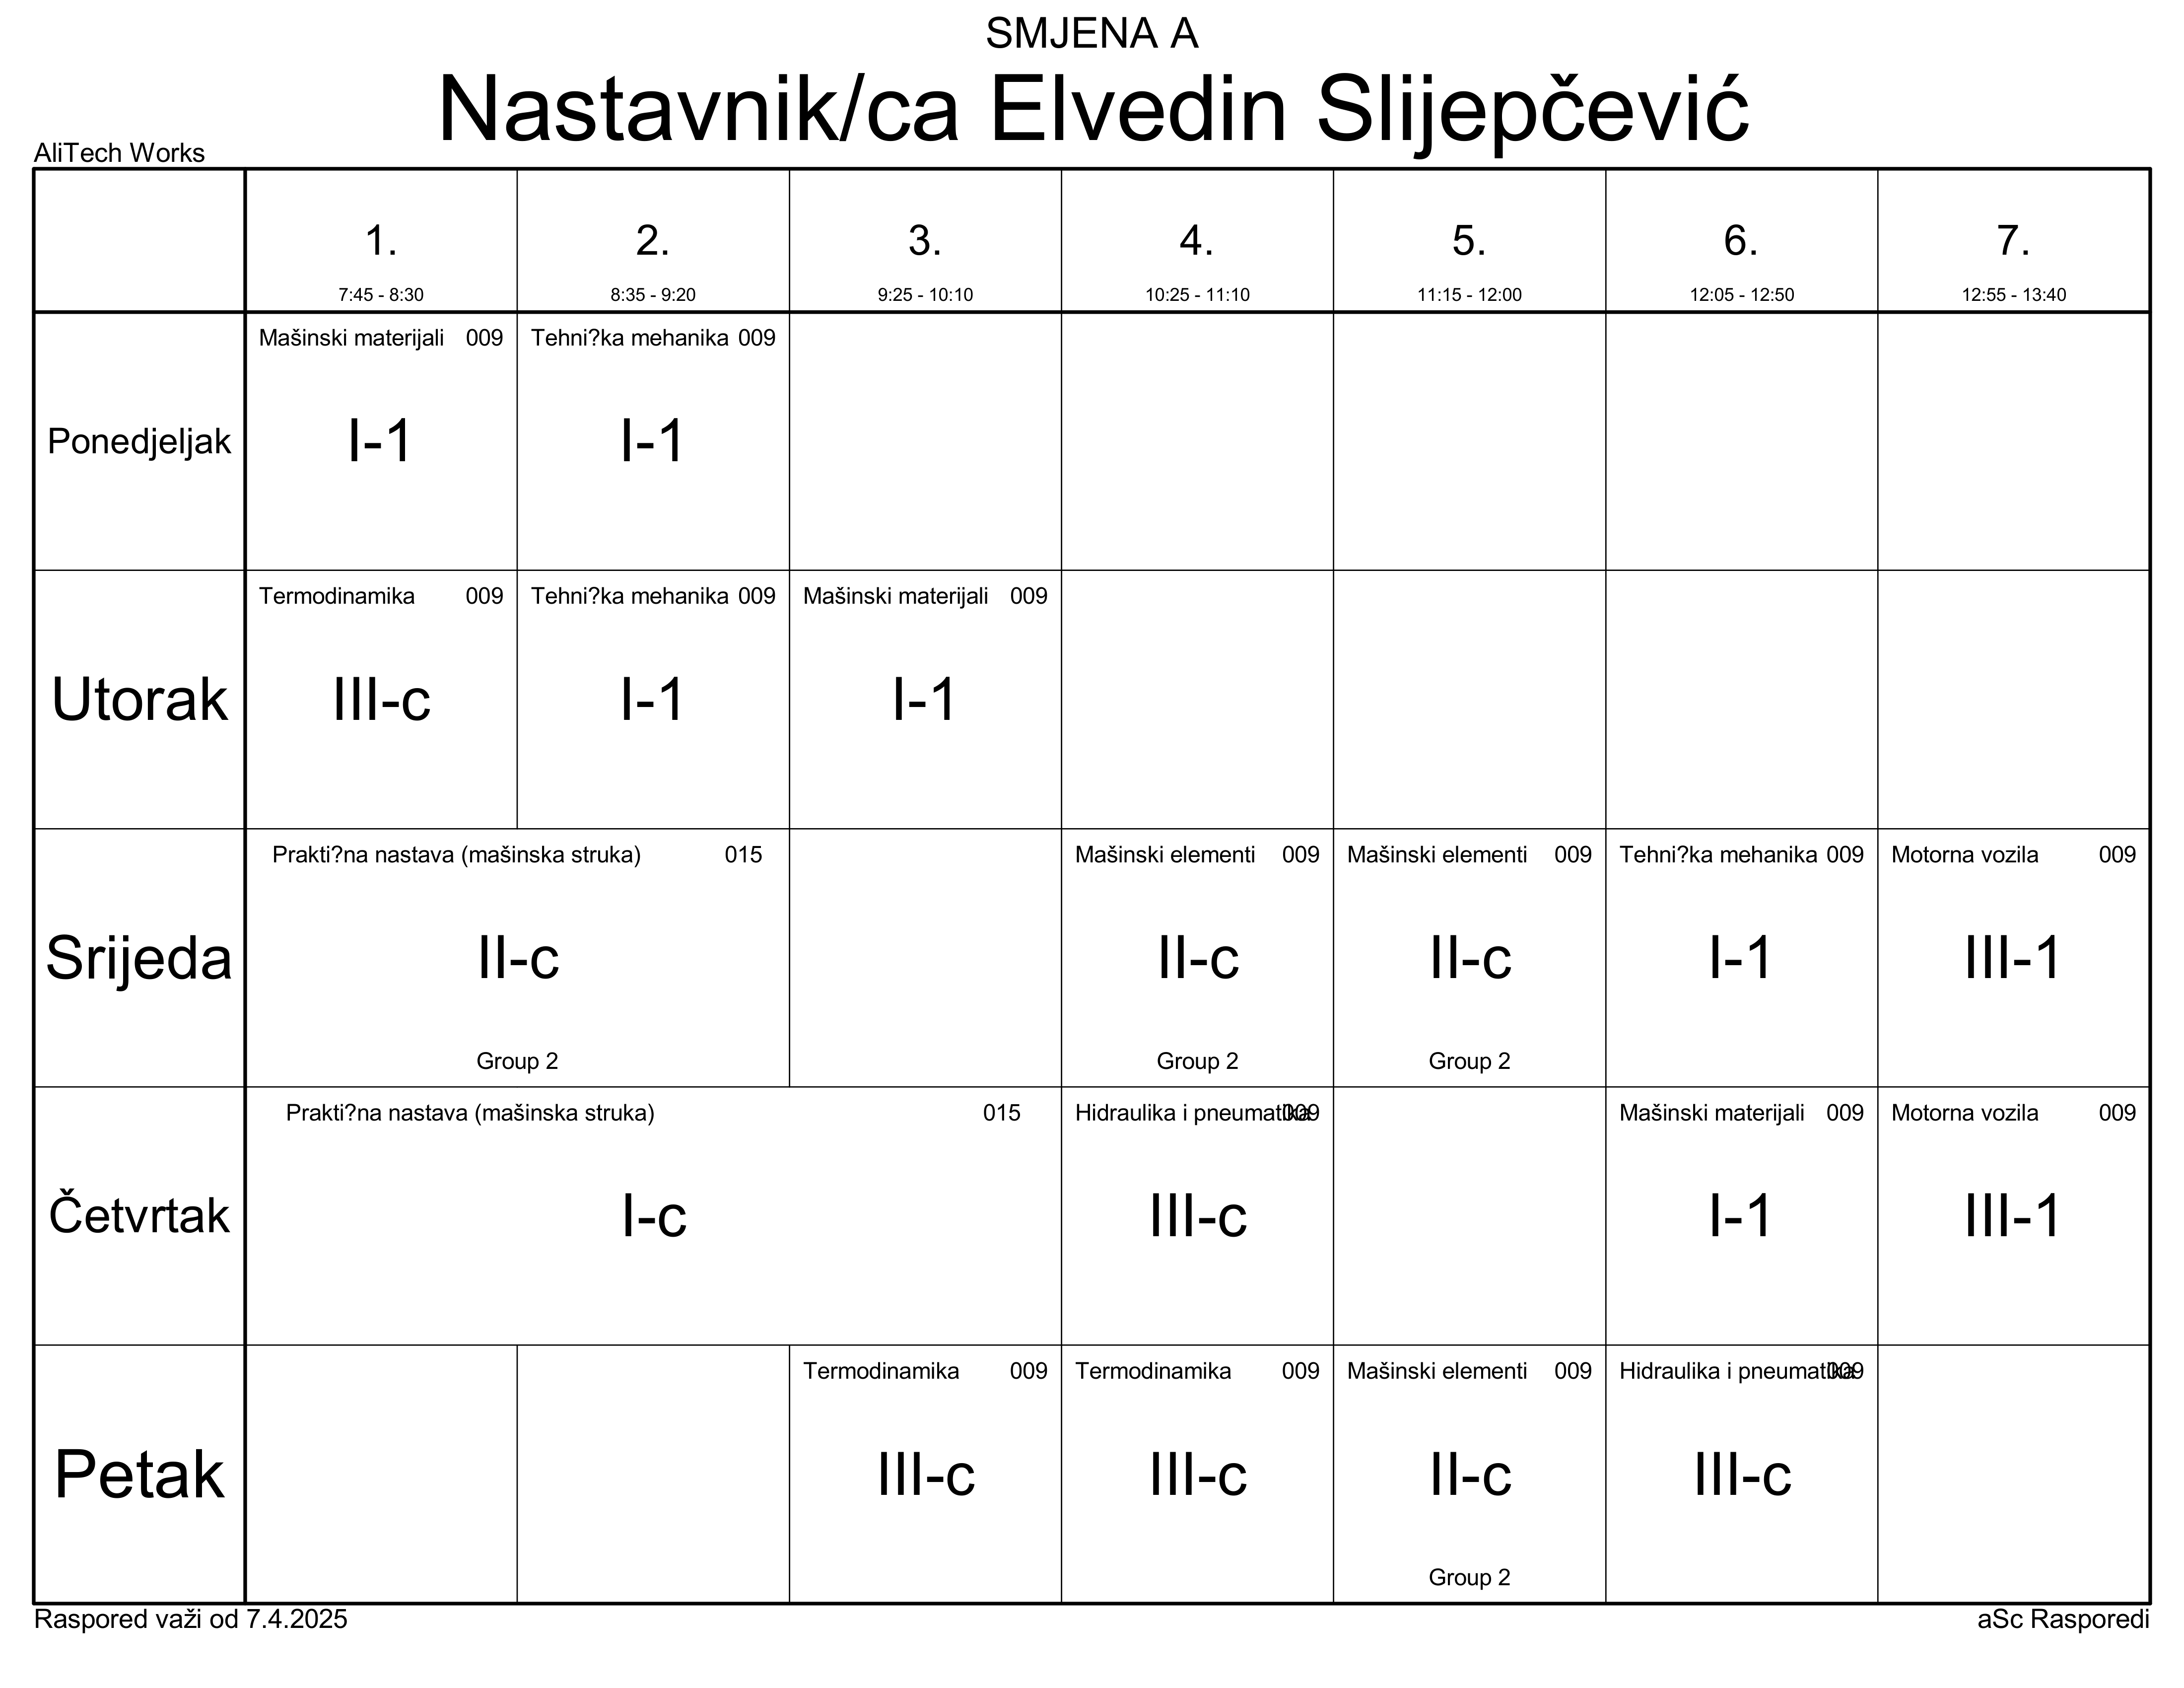 SMJENA A
Nastavnik/ca Elvedin Slijepčević
AliTech Works
1. 2. 3. 4. 5. 6. 7.
7:45 - 8:30 8:35 - 9:20 9:25 - 10:10 10:25 - 11:10 11:15 - 12:00 12:05 - 12:50 12:55 - 13:40
Mašinski materijali 009 Tehni?ka mehanika 009
Ponedjeljak I-1 I-1
Termodinamika 009 Tehni?ka mehanika 009 Mašinski materijali 009
Utorak III-c I-1 I-1
Prakti?na nastava (mašinska struka) 015 Mašinski elementi 009 Mašinski elementi 009 Tehni?ka mehanika 009 Motorna vozila 009
Srijeda II-c II-c II-c I-1 III-1
Group 2 Group 2 Group 2
Prakti?na nastava (mašinska struka) 015 Hidraulika i pneumatika 009 Mašinski materijali 009 Motorna vozila 009
Četvrtak I-c III-c I-1 III-1
Termodinamika 009 Termodinamika 009 Mašinski elementi 009 Hidraulika i pneumatika 009
Petak III-c III-c II-c III-c
Group 2
Raspored važi od 7.4.2025 aSc Rasporedi